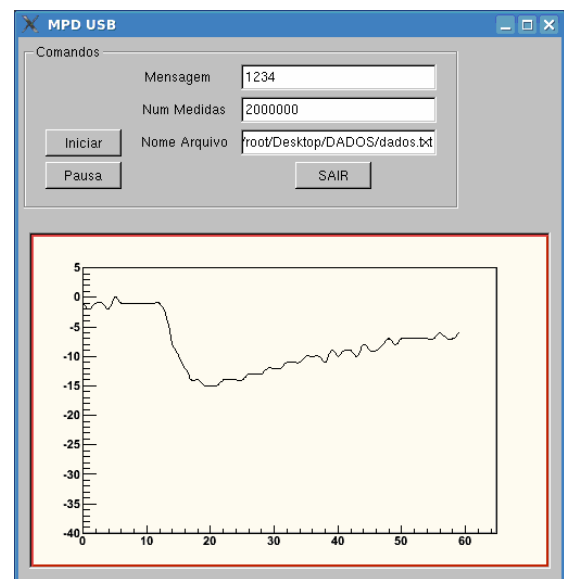 MPD USB
Comandos
Mensagem 1234
Num Medidas 2000000
Iniciar Nome Arquivo /root/Desktop/DADOS/dados.txt
Pausa SAIR
5
0
-5
-10
-15
-20
-25
-30
-35
-40
0 10 20 30 40 50 60